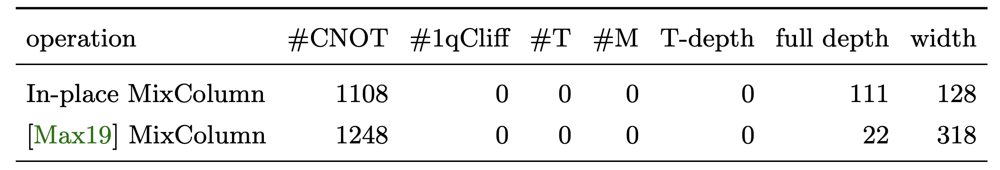 operation #CNOT #1qCliff #T #M T-depth full depth width
In-place MixColumn 1108 0 0 0 0 111 128
[Max19] MixColumn 1248 0 0 0 0 22 318